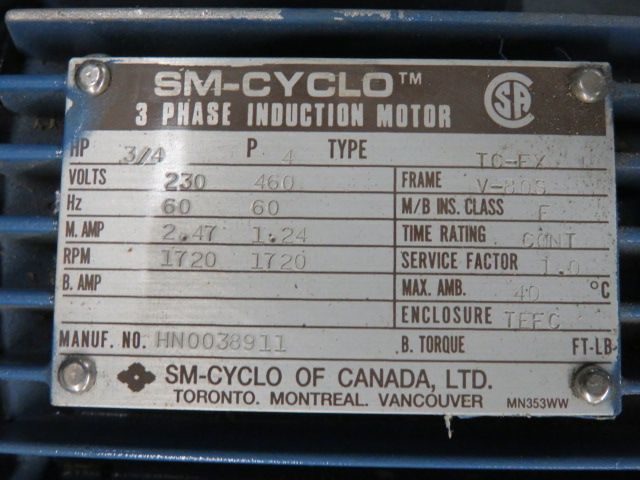 SM-CYCLO™
3 PHASE INDUCTION MOTOR
CSA
HP 3/4 P 4 TYPE TC-FX
VOLTS 230 460 FRAME V-80S
Hz 60 60 M/B INS. CLASS E
M. AMP 2.47 1.24 TIME RATING CONT
RPM 1720 1720 SERVICE FACTOR 1.0
B. AMP MAX. AMB. 40 °C
ENCLOSURE TEFC
MANUF. NO. HN0038911 B. TORQUE FT-LB
SM-CYCLO OF CANADA, LTD.
TORONTO. MONTREAL. VANCOUVER MN353WW